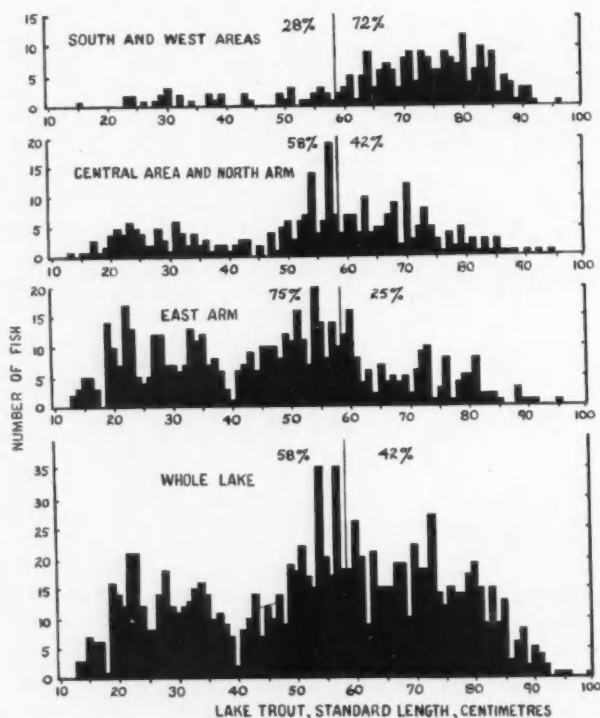 SOUTH AND WEST AREAS
28% 72%
15
10
5
0
10 20 30 40 50 60 70 80 90 100
CENTRAL AREA AND NORTH ARM
58% 42%
20
15
10
5
0
10 20 30 40 50 60 70 80 90 100
EAST ARM
75% 25%
20
15
10
5
0
10 20 30 40 50 60 70 80 90 100
WHOLE LAKE
58% 42%
35
30
25
20
15
10
5
0
10 20 30 40 50 60 70 80 90 100
NUMBER OF FISH
LAKE TROUT, STANDARD LENGTH, CENTIMETRES